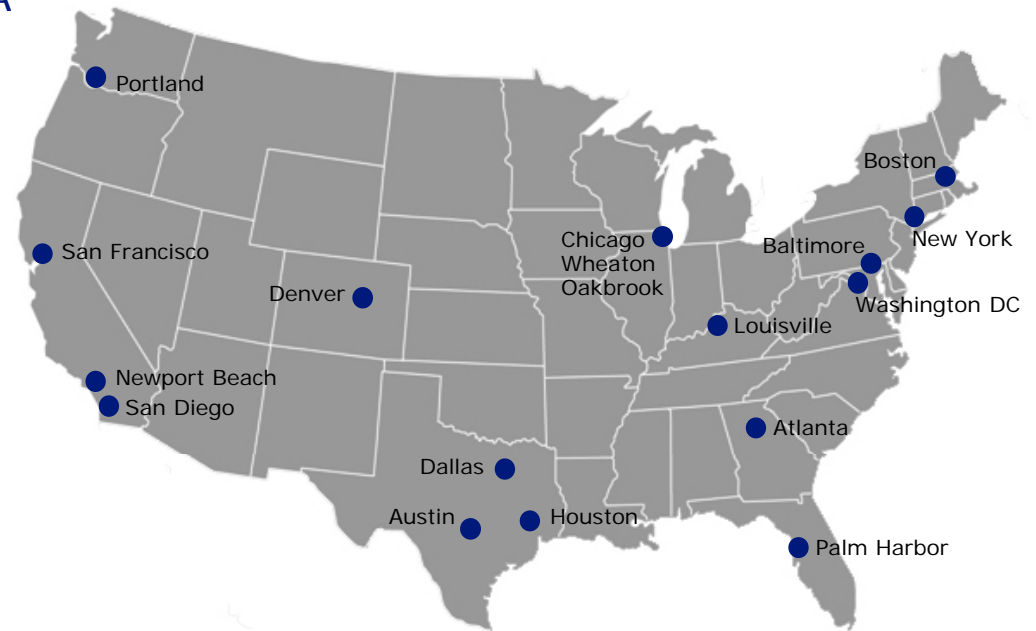 A
Portland
Boston
New York
San Francisco
Chicago
Wheaton
Oakbrook
Baltimore
Denver
Washington DC
Louisville
Newport Beach
San Diego
Atlanta
Dallas
Austin
Houston
Palm Harbor